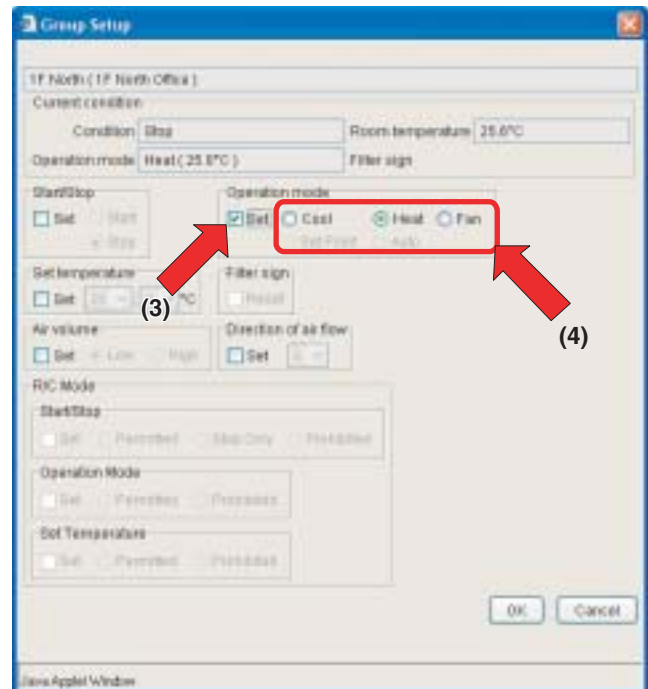 Group Setup
1F North ( 1F North Office )
Current condition
Condition Stop Room temperature 25.8°C
Operation mode Heat ( 25.8°C ) Filter sign
Start/Stop Operation mode
Set Start Set Cool Heat Fan
Stop Set Point Auto
Set temperature Filter sign
Set °C Reset
(3)
(4)
Air volume Direction of air flow
Set Low High Set
R/C Mode
Start/Stop
Set Permitted Stop Only Prohibited
Operation Mode
Set Permitted Prohibited
Set Temperature
Set Permitted Prohibited
OK Cancel
Java Applet Window